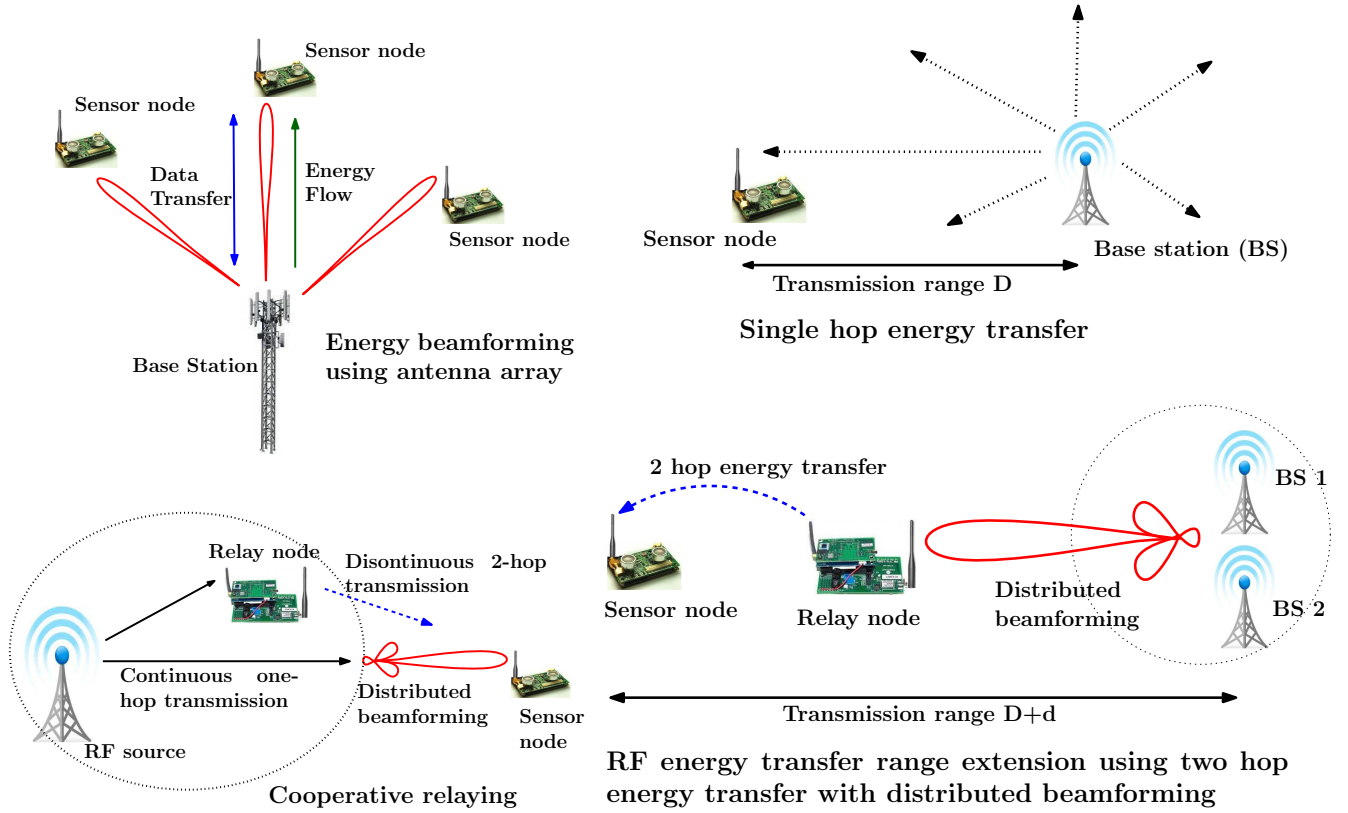 Sensor node
Sensor node
Data
Transfer
Energy
Flow
Sensor node
Base Station
Energy beamforming
using antenna array
Sensor node
Base station (BS)
Transmission range D
Single hop energy transfer
Relay node
Disontinuous 2-hop
transmission
Continuous one-
hop transmission
Distributed
beamforming
Sensor
node
RF source
Cooperative relaying
2 hop energy transfer
BS 1
Sensor node
Relay node
Distributed
beamforming
BS 2
Transmission range D+d
RF energy transfer range extension using two hop
energy transfer with distributed beamforming